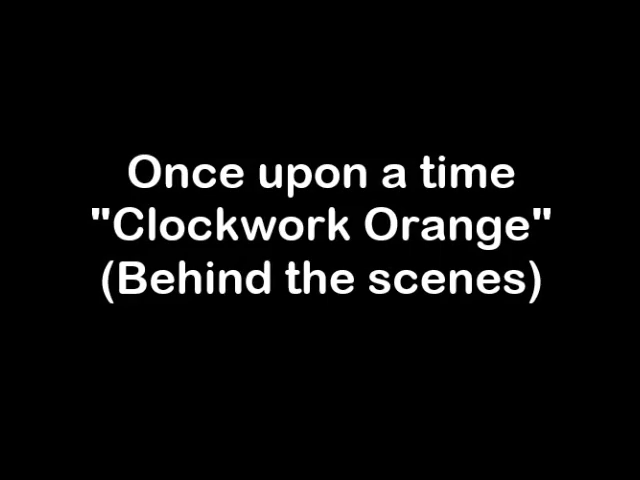 Once upon a time
"Clockwork Orange"
(Behind the scenes)